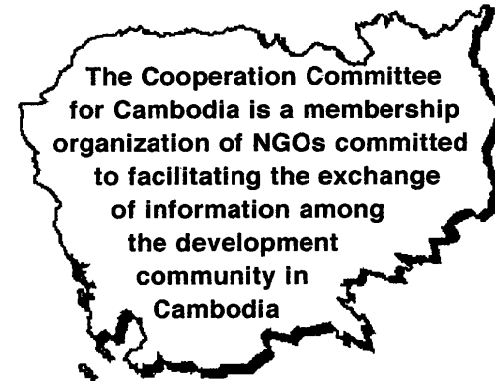 The Cooperation Committee
for Cambodia is a membership
organization of NGOs committed
to facilitating the exchange
of information among
the development
community in
Cambodia